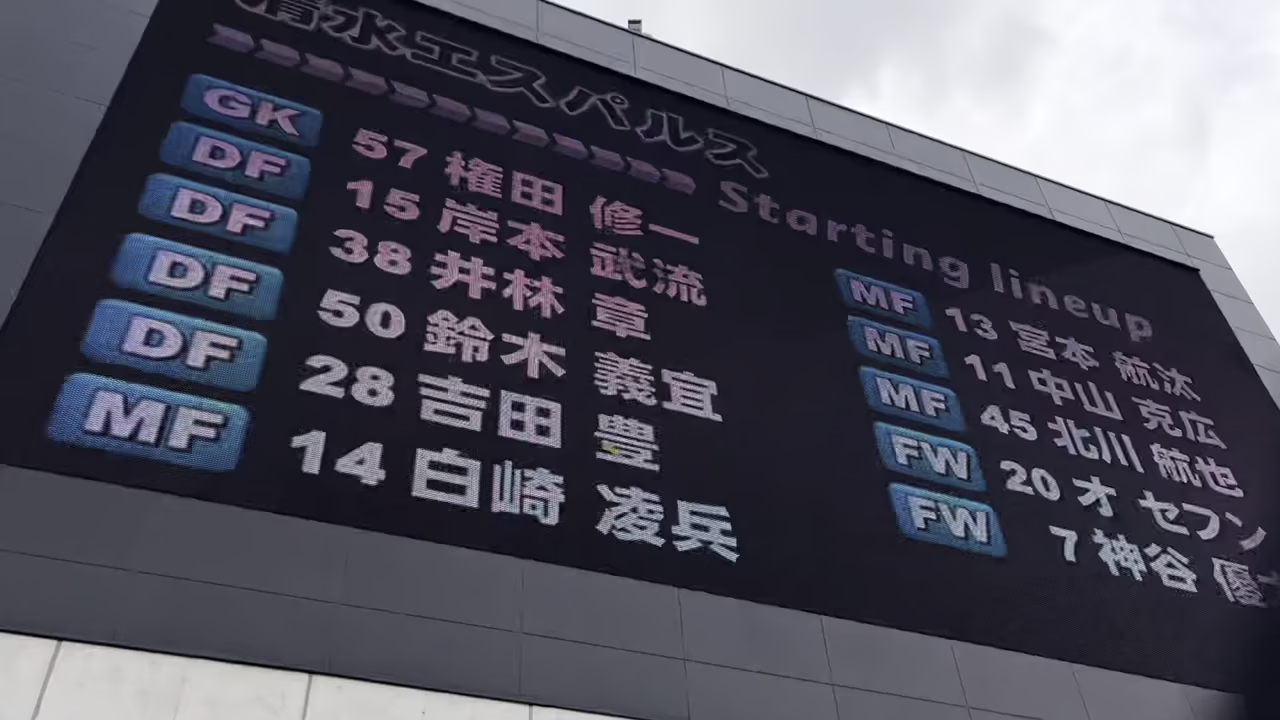 清水エスパルス
Starting lineup
GK 57 権田 修一
DF 15 岸本 武流
DF 38 井林 章
DF 50 鈴木 義宜
DF 28 吉田 豊
MF 14 白崎 凌兵
MF 13 宮本 航汰
MF 11 中山 克広
MF 45 北川 航也
FW 20 オ セフン
FW 7 神谷 優